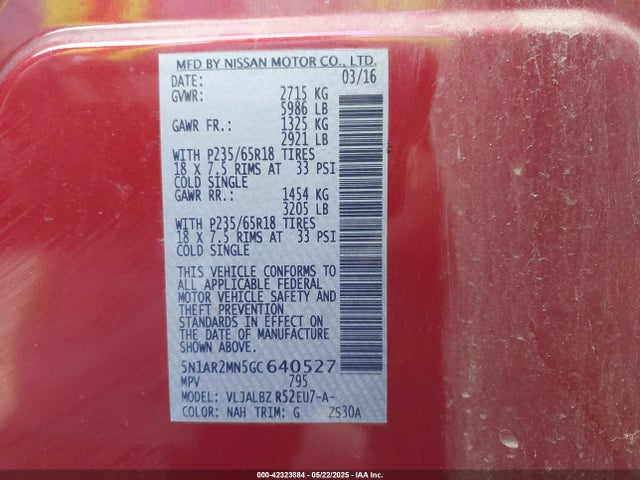 MFD BY NISSAN MOTOR CO., LTD.
DATE: 03/16
GVWR: 2715 KG
5986 LB
GAWR FR.: 1325 KG
2921 LB
WITH P235/65R18 TIRES
18 X 7.5 RIMS AT 33 PSI
COLD SINGLE
GAWR RR.: 1454 KG
3205 LB
WITH P235/65R18 TIRES
18 X 7.5 RIMS AT 33 PSI
COLD SINGLE
THIS VEHICLE CONFORMS TO
ALL APPLICABLE FEDERAL
MOTOR VEHICLE SAFETY AND
THEFT PREVENTION
STANDARDS IN EFFECT ON
THE DATE OF MANUFACTURE
SHOWN ABOVE.
5N1AR2MN5GC640527
MPV 795
MODEL: VLJALBZ R52EU7-A-
COLOR: NAH TRIM: G ZS30A
000-42323884 - 05/22/2025 - IAA Inc.